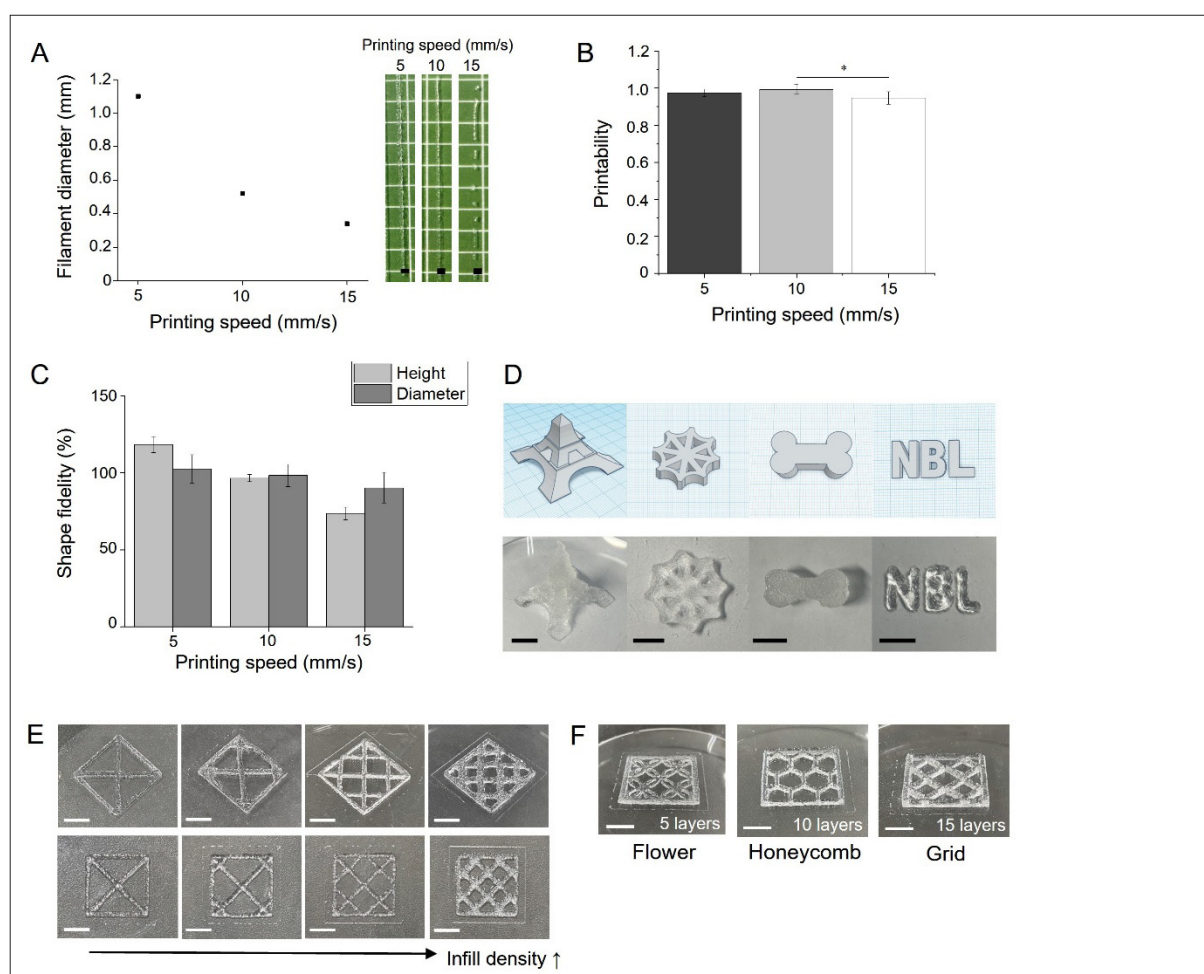 A
Filament diameter (mm)
1.2
1.0
0.8
0.6
0.4
0.2
0
5
10
15
Printing speed (mm/s)
Printing speed (mm/s)
5 10 15
B
Printability
1.2
1.0
0.8
0.6
0.4
0.2
0
*
5
10
15
Printing speed (mm/s)
C
Height
Diameter
Shape fidelity (%)
150
100
50
0
5
10
15
Printing speed (mm/s)
D
NBL
NBL
E
Infill density ↑
F
5 layers
10 layers
15 layers
Flower
Honeycomb
Grid